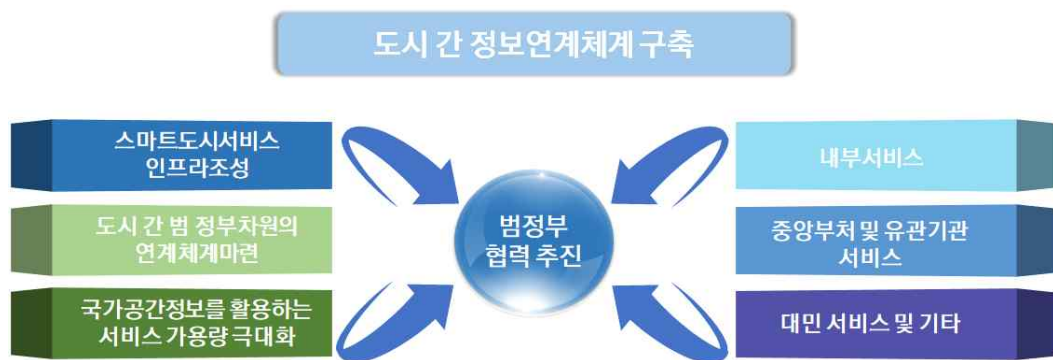 도시 간 정보연계체계 구축
스마트도시서비스
인프라조성
도시 간 범 정부차원의
연계체계마련
국가공간정보를 활용하는
서비스 가용량 극대화
범정부
협력 추진
내부서비스
중앙부처 및 유관기관
서비스
대민 서비스 및 기타